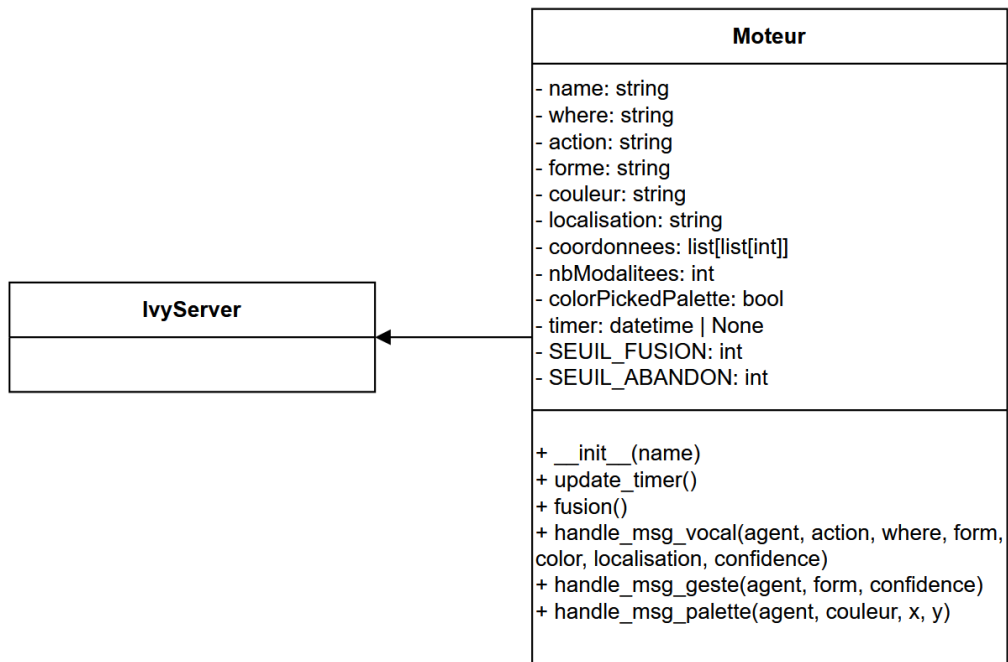 Moteur
- name: string
- where: string
- action: string
- forme: string
- couleur: string
- localisation: string
- coordonnees: list[list[int]]
- nbModalitees: int
- colorPickedPalette: bool
- timer: datetime | None
- SEUIL_FUSION: int
- SEUIL_ABANDON: int
IvyServer
+ __init__(name)
+ update_timer()
+ fusion()
+ handle_msg_vocal(agent, action, where, form,
color, localisation, confidence)
+ handle_msg_geste(agent, form, confidence)
+ handle_msg_palette(agent, couleur, x, y)